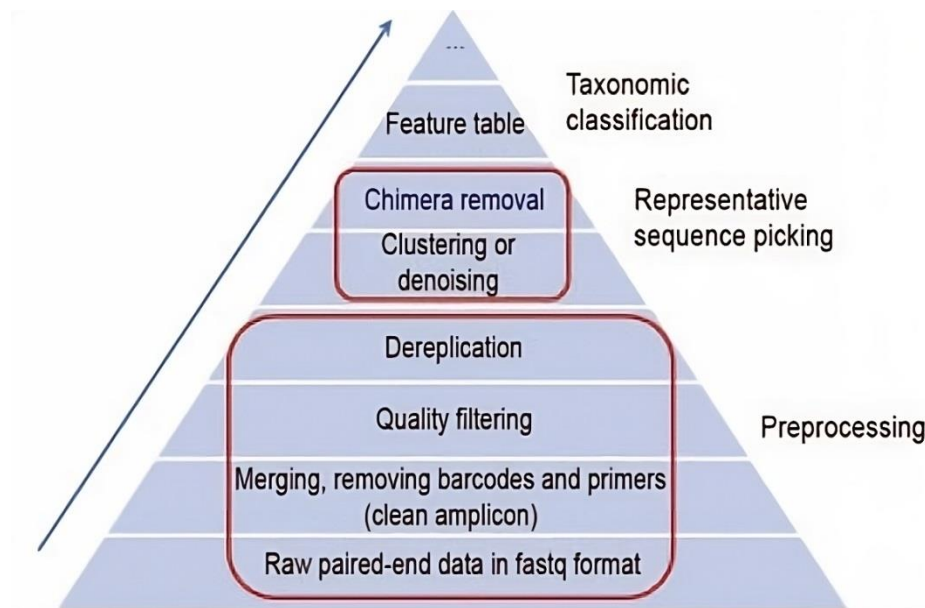 ...
Taxonomic
classification
Feature table
Chimera removal
Representative
sequence picking
Clustering or
denoising
Dereplication
Quality filtering
Preprocessing
Merging, removing barcodes and primers
(clean amplicon)
Raw paired-end data in fastq format